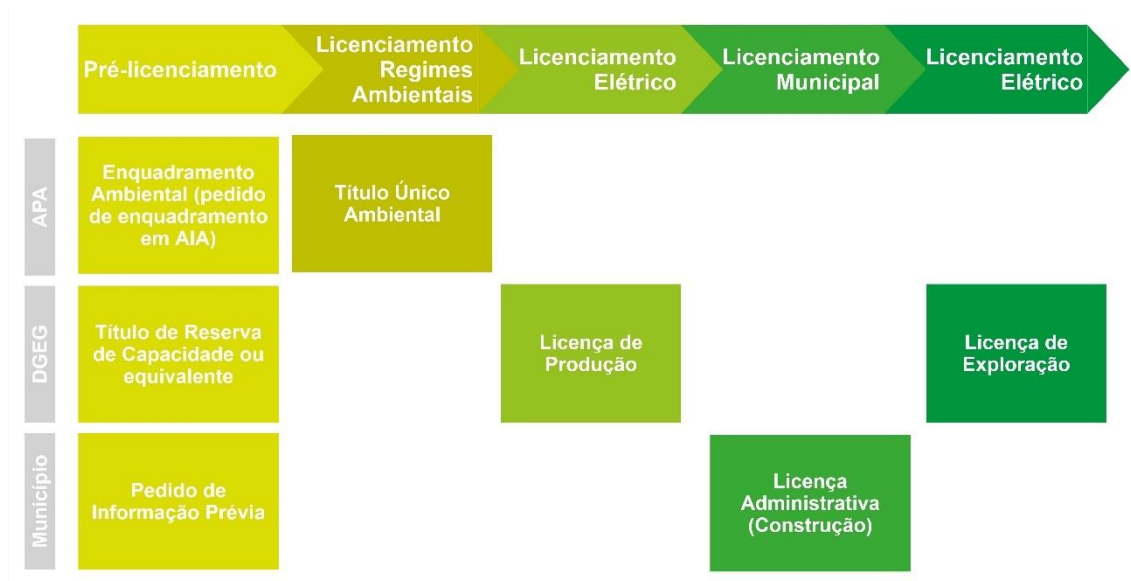 Pré-licenciamento
Licenciamento
Regimes
Ambientais
Licenciamento
Elétrico
Licenciamento
Municipal
Licenciamento
Elétrico
APA
Enquadramento
Ambiental (pedido
de enquadramento
em AIA)
Título Único
Ambiental
DGEG
Título de Reserva
de Capacidade ou
equivalente
Licença de
Produção
Licença de
Exploração
Município
Pedido de
Informação Prévia
Licença
Administrativa
(Construção)